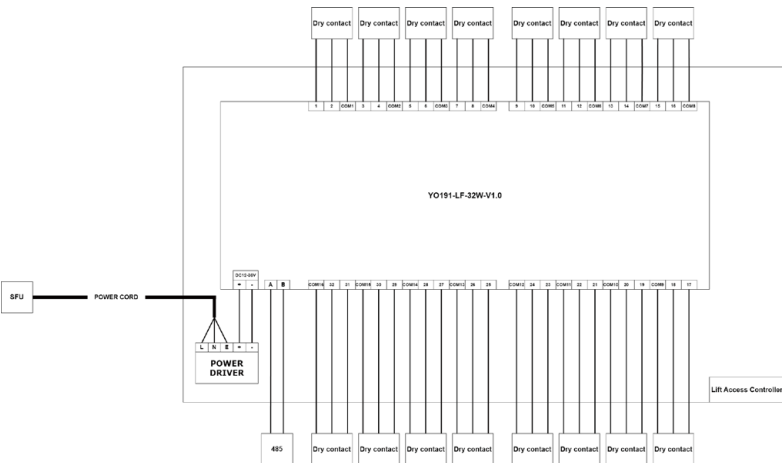 Dry contact Dry contact Dry contact Dry contact Dry contact Dry contact Dry contact Dry contact
1 2 COM1 3 4 COM2 5 6 COM3 7 8 COM4 9 10 COM5 11 12 COM6 13 14 COM7 15 16 COM8
YO191-LF-32W-V1.0
DC12-30V
+ - A B COM16 32 31 COM15 30 29 COM14 28 27 COM13 26 25 COM12 24 23 COM11 22 21 COM10 20 19 COM9 18 17
SFU POWER CORD
L N E + -
POWER
DRIVER
Lift Access Controller
485 Dry contact Dry contact Dry contact Dry contact Dry contact Dry contact Dry contact Dry contact